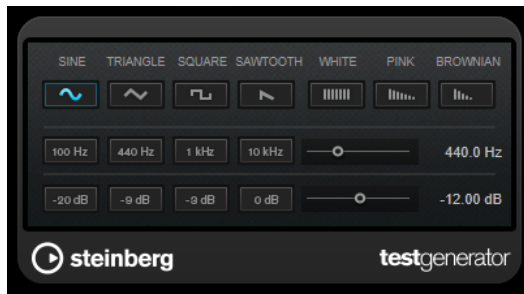 SINE TRIANGLE SQUARE SAWTOOTH WHITE PINK BROWNIAN
100 Hz 440 Hz 1 kHz 10 kHz 440.0 Hz
-20 dB -9 dB -3 dB 0 dB -12.00 dB
steinberg testgenerator